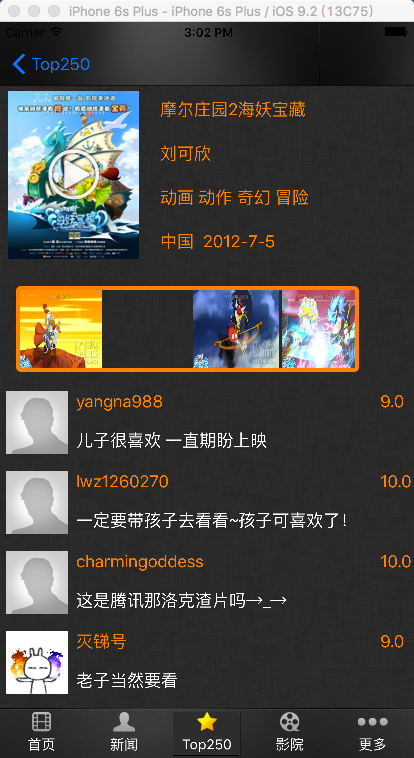 iPhone 6s Plus - iPhone 6s Plus / iOS 9.2 (13C75)
Carrier 3:02 PM
Top250
摩尔庄园2海妖宝藏
刘可欣
动画 动作 奇幻 冒险
中国 2012-7-5
yangna988 9.0
儿子很喜欢 一直期盼上映
lwz1260270 10.0
一定要带孩子去看看~孩子可喜欢了!
charmingoddess 10.0
这是腾讯那洛克渣片吗→_→
灭锑号 9.0
老子当然要看
首页 新闻 Top250 影院 更多